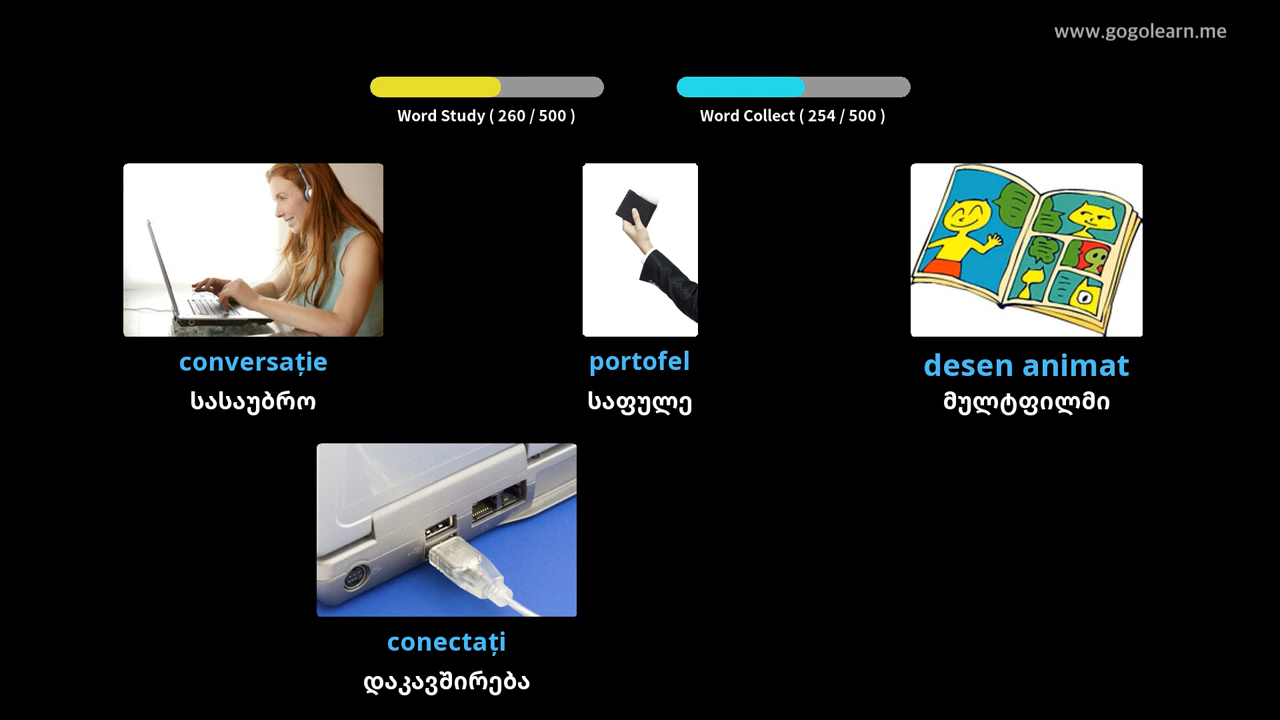 www.gogolearn.me
Word Study ( 260 / 500 )
Word Collect ( 254 / 500 )
conversație
სასაუბრო
portofel
საფულე
desen animat
მულტფილმი
conectați
დაკავშირება